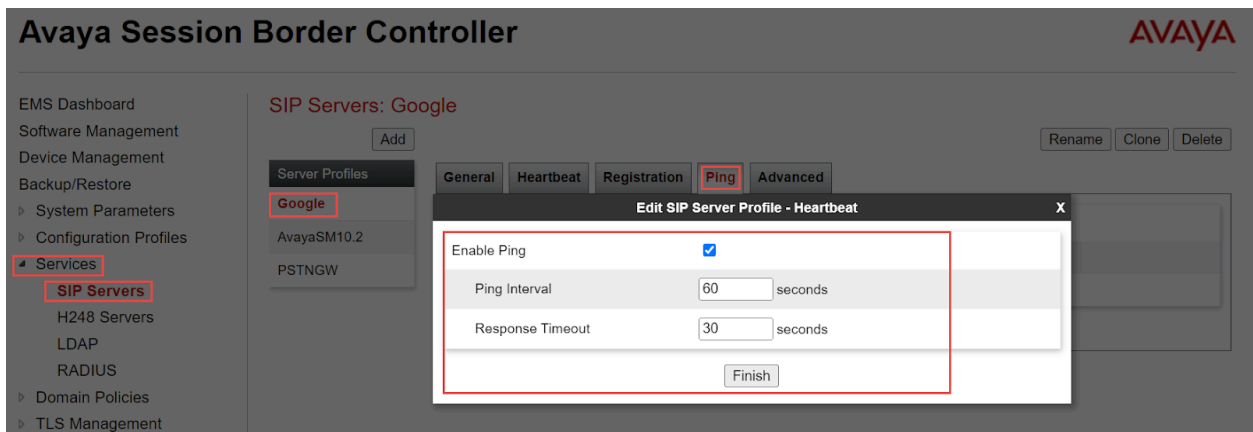 Avaya Session Border Controller
AVAYA
EMS Dashboard
Software Management
Device Management
Backup/Restore
System Parameters
Configuration Profiles
Services
SIP Servers
H248 Servers
LDAP
RADIUS
Domain Policies
TLS Management
SIP Servers: Google
Add
Rename Clone Delete
Server Profiles
Google
AvayaSM10.2
PSTNGW
General Heartbeat Registration Ping Advanced
Edit SIP Server Profile - Heartbeat X
Enable Ping
Ping Interval 60 seconds
Response Timeout 30 seconds
Finish